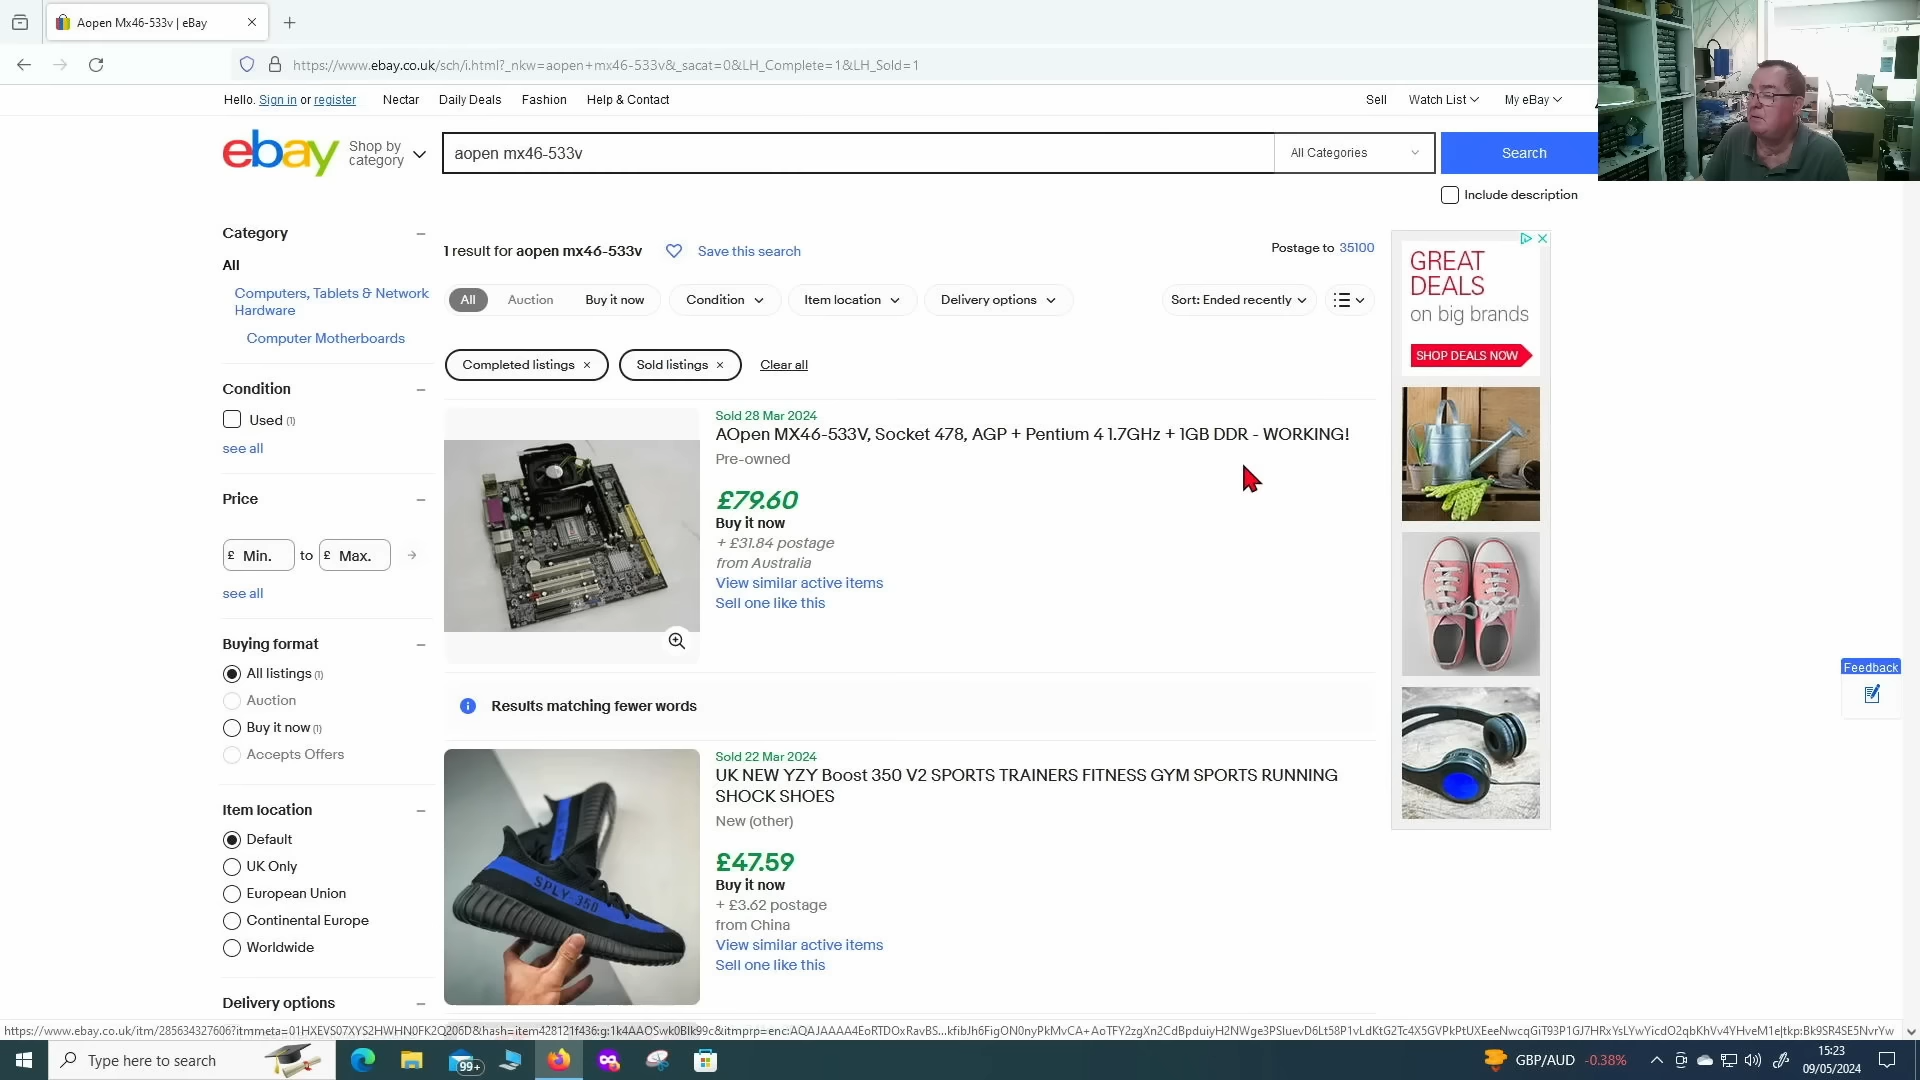 Aopen Mx46-533v | eBay
https://www.ebay.co.uk/sch/i.html?_nkw=aopen+mx46-533v&_sacat=0&LH_Complete=1&LH_Sold=1
Hello. Sign in or register
Nectar
Daily Deals
Fashion
Help & Contact
Sell
Watch List
My eBay
ebay
Shop by
category
aopen mx46-533v
All Categories
Search
Include description
Category
All
Computers, Tablets & Network
Hardware
Computer Motherboards
Condition
Used (1)
see all
Price
£ Min. to £ Max.
see all
Buying format
All listings (1)
Auction
Buy it now (1)
Accepts Offers
Item location
Default
UK Only
European Union
Continental Europe
Worldwide
Delivery options
1 result for aopen mx46-533v
Save this search
Postage to 35100
All
Auction
Buy it now
Condition
Item location
Delivery options
Sort: Ended recently
Completed listings ×
Sold listings ×
Clear all
Sold 28 Mar 2024
AOpen MX46-533V, Socket 478, AGP + Pentium 4 1.7GHz + 1GB DDR - WORKING!
Pre-owned
£79.60
Buy it now
+ £31.84 postage
from Australia
View similar active items
Sell one like this
Results matching fewer words
SPLY-350
Sold 22 Mar 2024
UK NEW YZY Boost 350 V2 SPORTS TRAINERS FITNESS GYM SPORTS RUNNING
SHOCK SHOES
New (other)
£47.59
Buy it now
+ £3.62 postage
from China
View similar active items
Sell one like this
GREAT
DEALS
on big brands
SHOP DEALS NOW
Feedback
Type here to search
99+
GBP/AUD -0.38%
15:23
09/05/2024